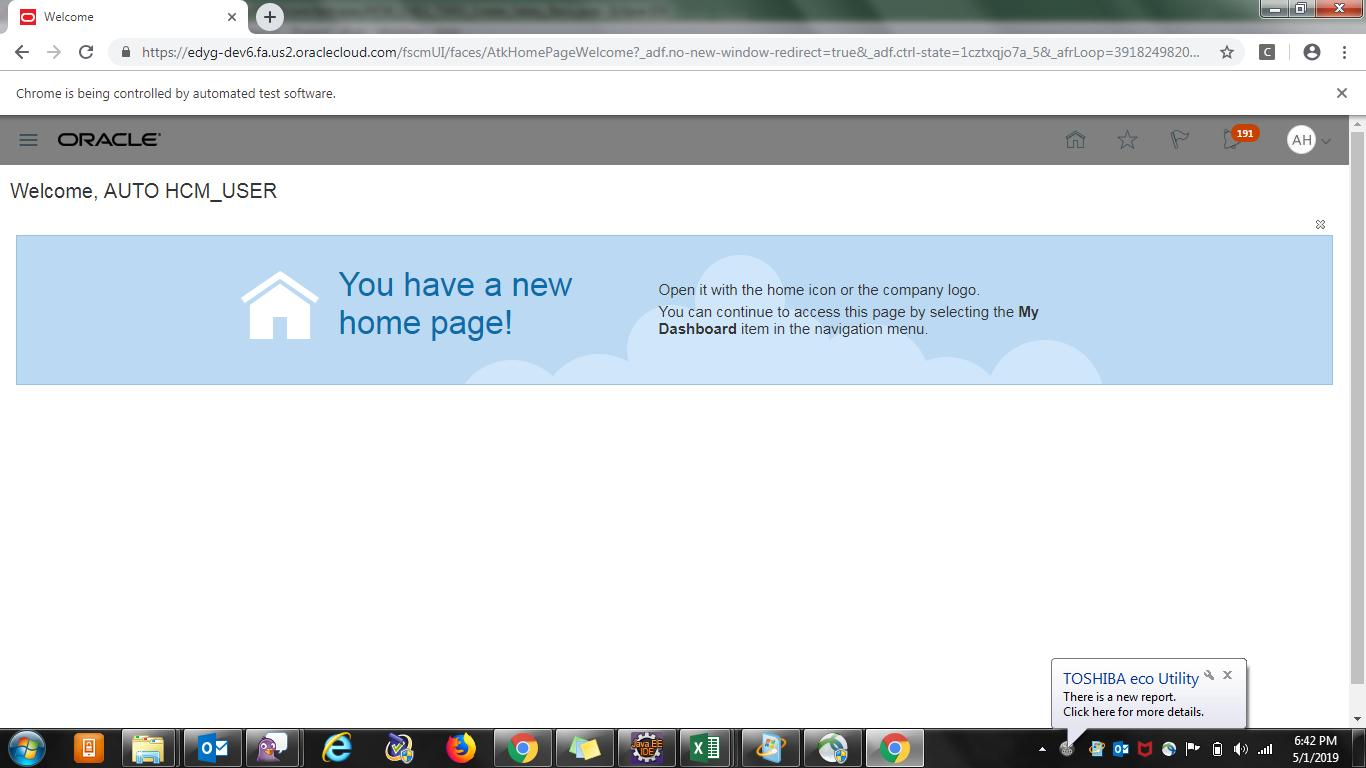 Welcome
https://edyg-dev6.fa.us2.oraclecloud.com/fscmUI/faces/AtkHomePageWelcome?_adf.no-new-window-redirect=true&_adf.ctrl-state=1cztxqjo7a_5&_afrLoop=3918249820...
C
Chrome is being controlled by automated test software.
ORACLE
191
AH
Welcome, AUTO HCM_USER
You have a new
home page!
Open it with the home icon or the company logo.
You can continue to access this page by selecting the My
Dashboard item in the navigation menu.
TOSHIBA eco Utility
There is a new report.
Click here for more details.
Java EE
IDE
6:42 PM
5/1/2019